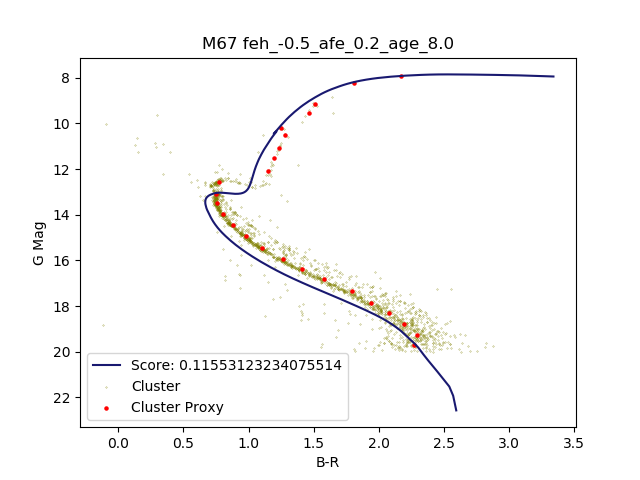 M67 feh_-0.5_afe_0.2_age_8.0
8
10
12
14
16
18
20
22
G Mag
Score: 0.11553123234075514
Cluster
Cluster Proxy
0.0 0.5 1.0 1.5 2.0 2.5 3.0 3.5
B-R